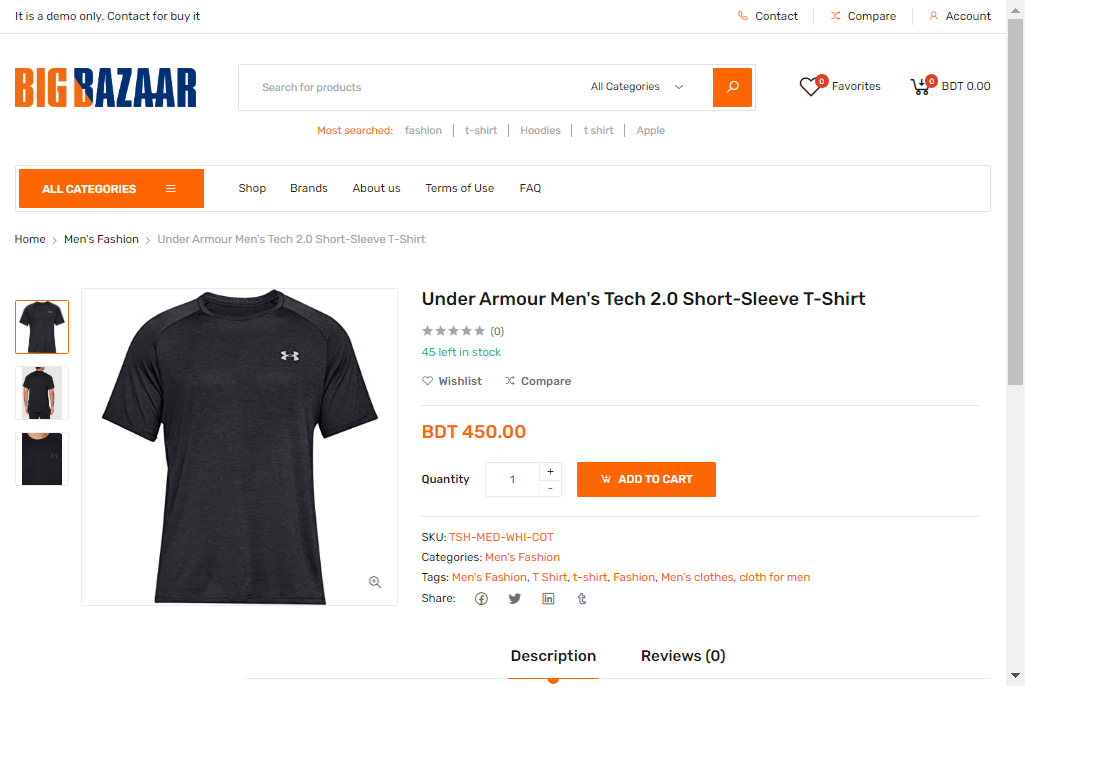 It is a demo only. Contact for buy it
Contact
Compare
Account
BIG BAZAAR
Search for products
All Categories
0
Favorites
0
BDT 0.00
Most searched:
fashion
t-shirt
Hoodies
t shirt
Apple
ALL CATEGORIES
Shop
Brands
About us
Terms of Use
FAQ
Home
Men's Fashion
Under Armour Men's Tech 2.0 Short-Sleeve T-Shirt
Under Armour Men's Tech 2.0 Short-Sleeve T-Shirt
(0)
45 left in stock
Wishlist
Compare
BDT 450.00
Quantity
1
+
-
ADD TO CART
SKU: TSH-MED-WHI-COT
Categories: Men's Fashion
Tags: Men's Fashion, T Shirt, t-shirt, Fashion, Men's clothes, cloth for men
Share:
Description
Reviews (0)